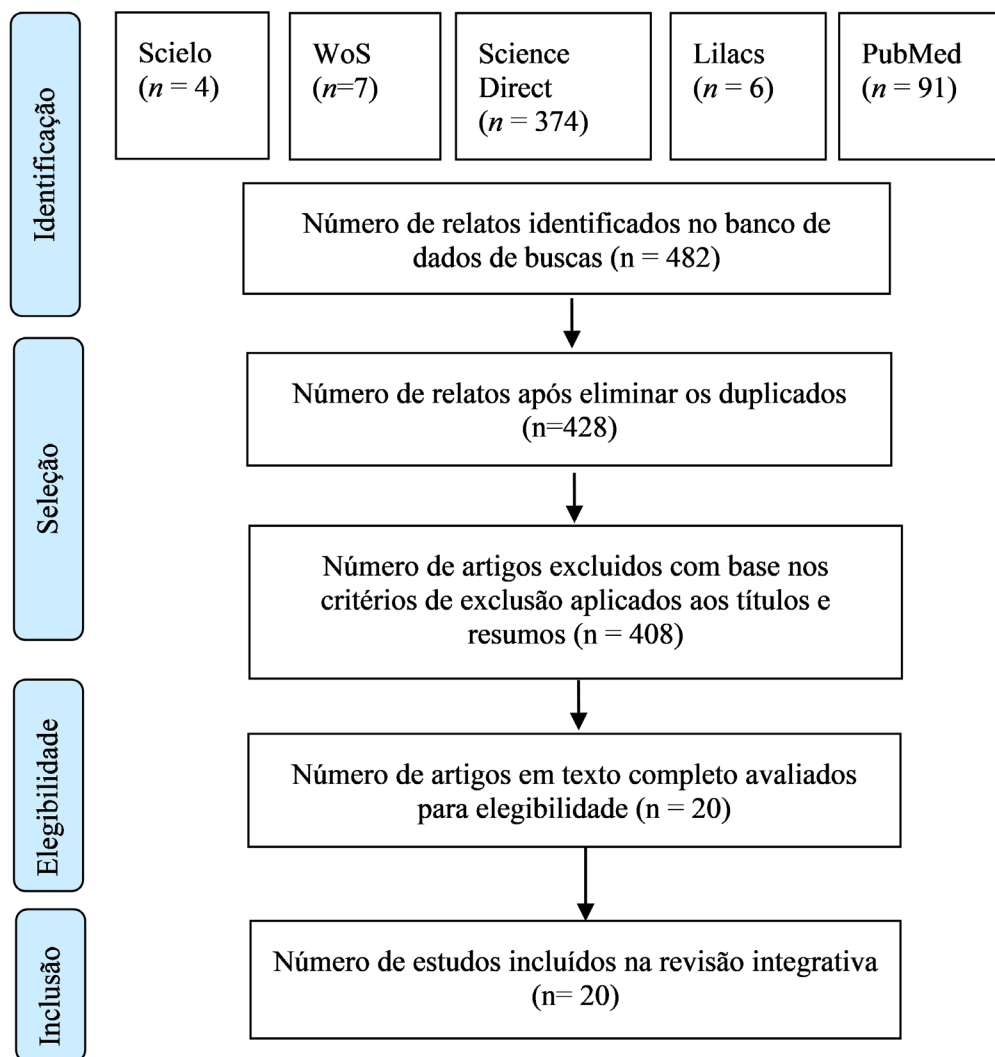 Identificação
Scielo
(n = 4)
WoS
(n=7)
Science
Direct
(n = 374)
Lilacs
(n = 6)
PubMed
(n = 91)
Número de relatos identificados no banco de
dados de buscas (n = 482)
Seleção
Número de relatos após eliminar os duplicados
(n=428)
Número de artigos excluidos com base nos
critérios de exclusão aplicados aos títulos e
resumos (n = 408)
Elegibilidade
Número de artigos em texto completo avaliados
para elegibilidade (n = 20)
Inclusão
Número de estudos incluídos na revisão integrativa
(n= 20)